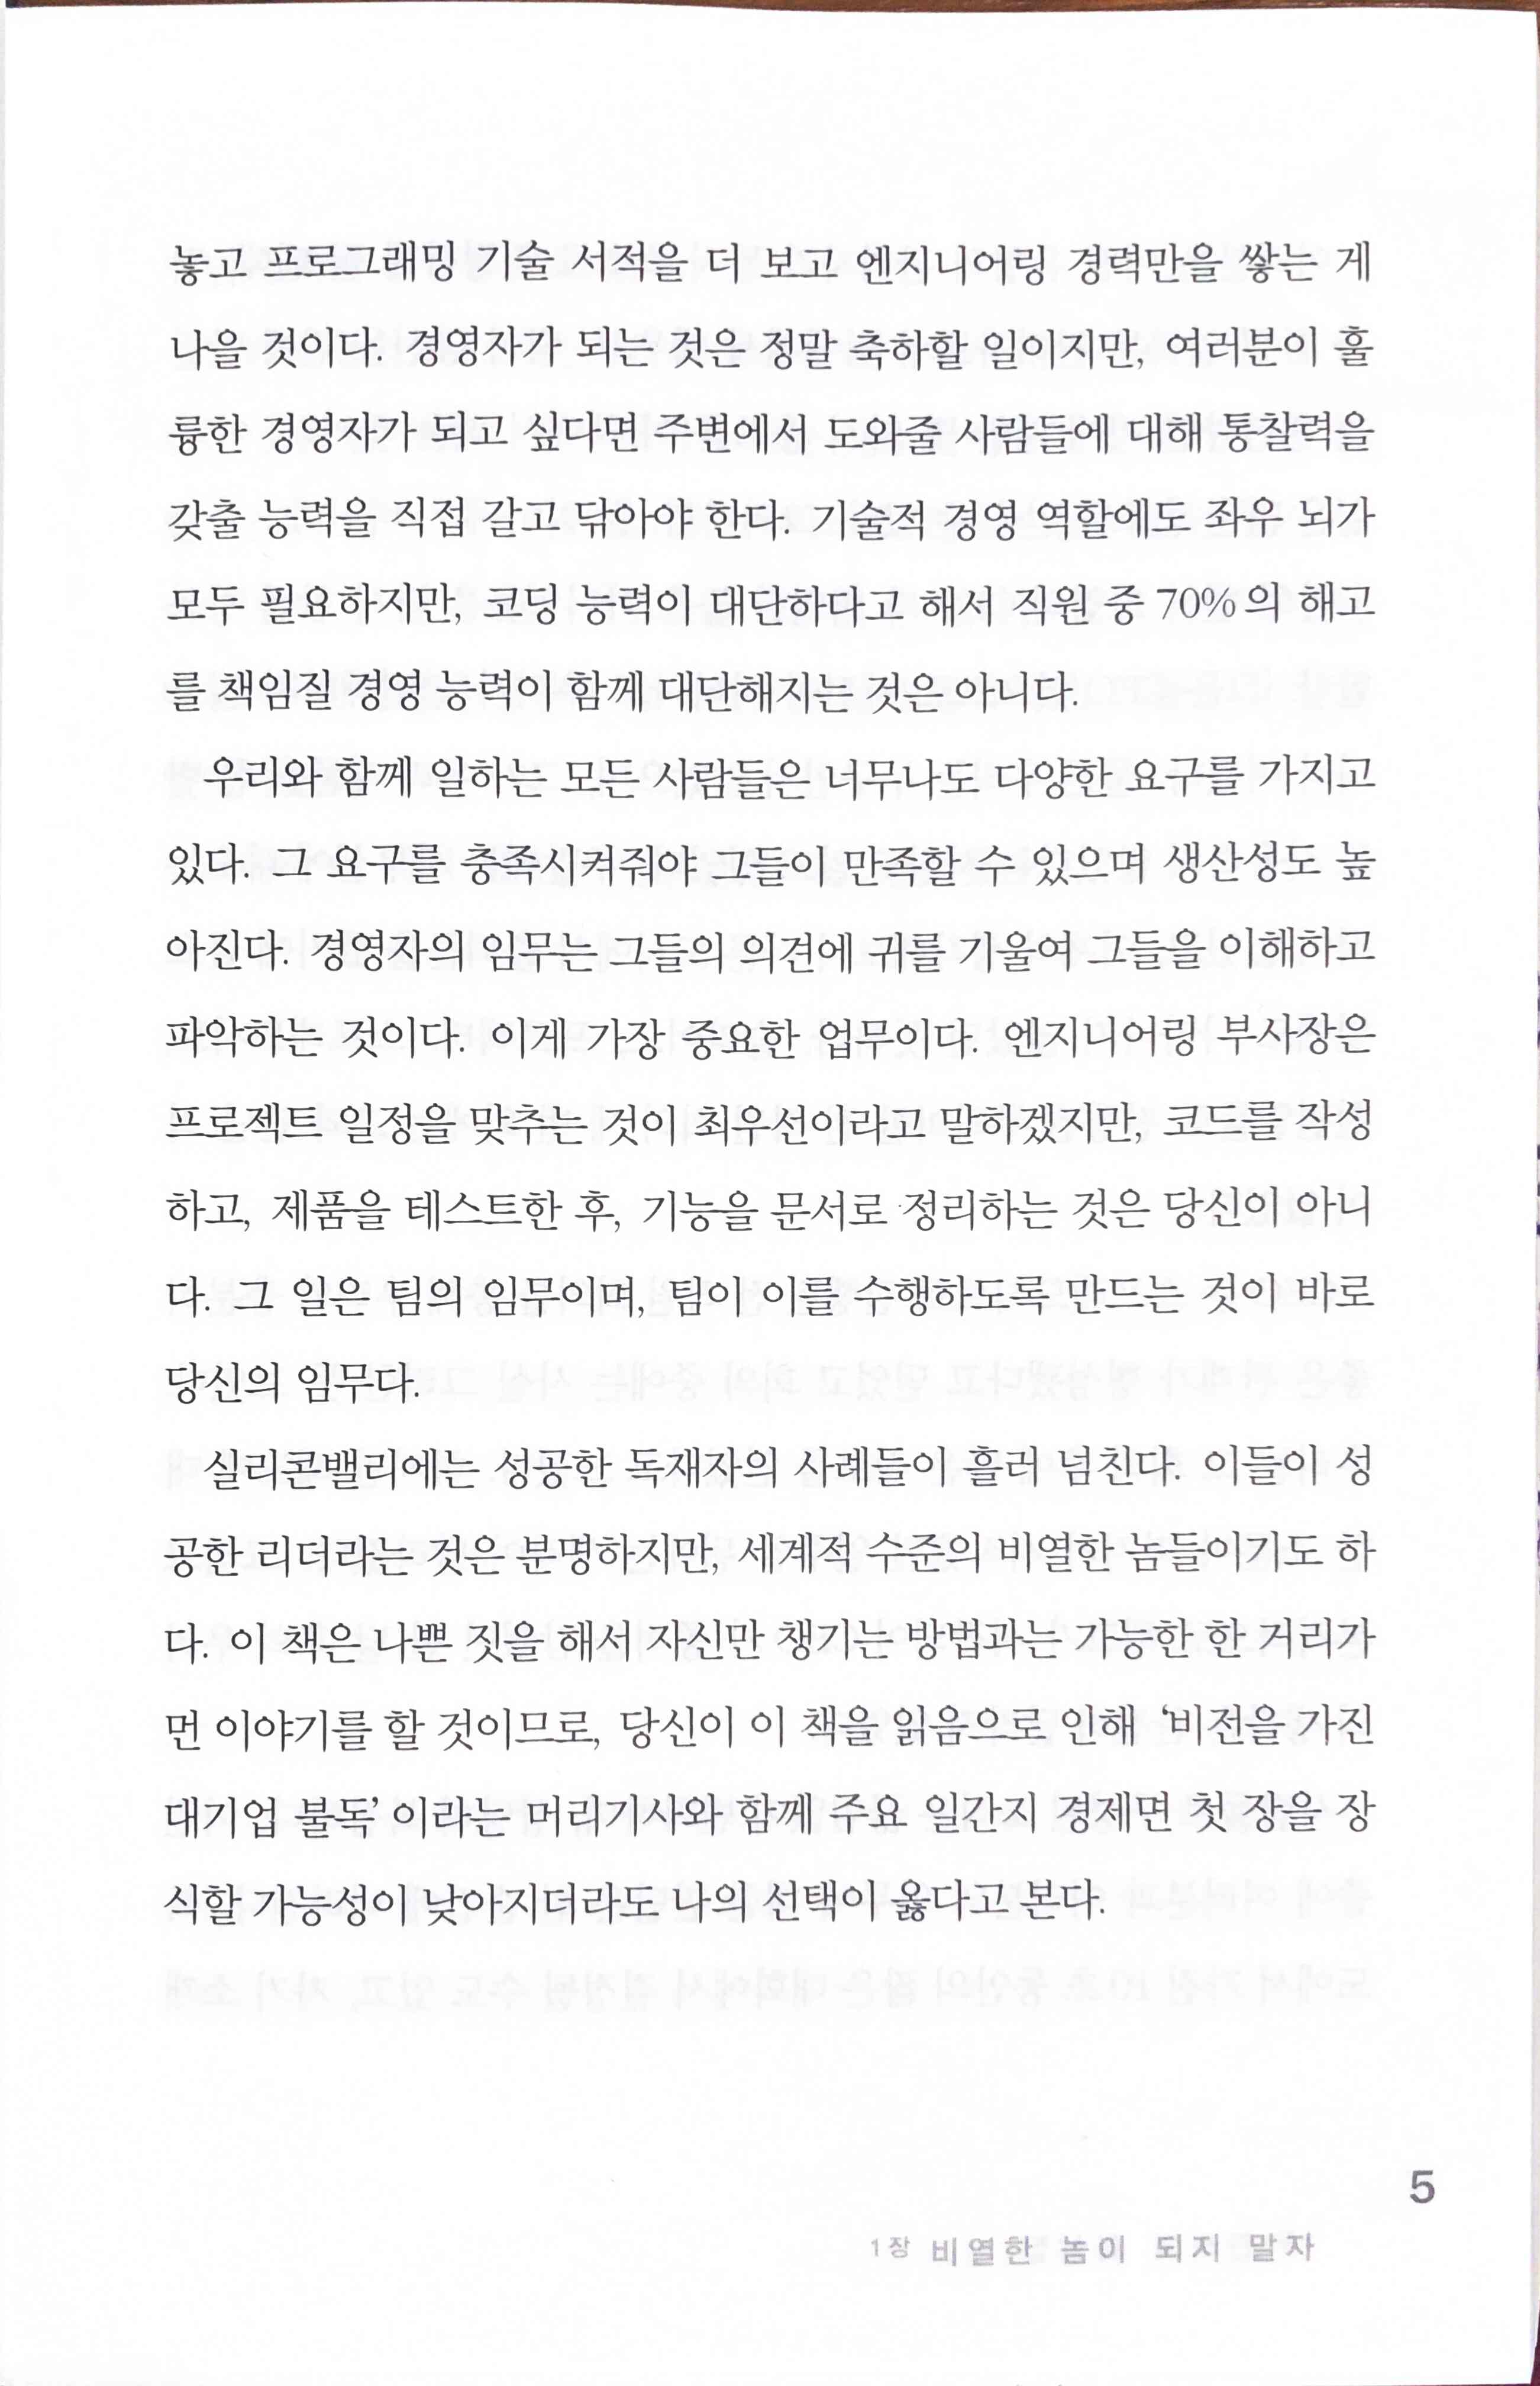 놓고 프로그래밍 기술 서적을 더 보고 엔지니어링 경력만을 쌓는 게
나을 것이다. 경영자가 되는 것은 정말 축하할 일이지만, 여러분이 훌
륭한 경영자가 되고 싶다면 주변에서 도와줄 사람들에 대해 통찰력을
갖출 능력을 직접 갈고 닦아야 한다. 기술적 경영 역할에도 좌우 뇌가
모두 필요하지만, 코딩 능력이 대단하다고 해서 직원 중 70%의 해고
를 책임질 경영 능력이 함께 대단해지는 것은 아니다.
우리와 함께 일하는 모든 사람들은 너무나도 다양한 요구를 가지고
있다. 그 요구를 충족시켜줘야 그들이 만족할 수 있으며 생산성도 높
아진다. 경영자의 임무는 그들의 의견에 귀를 기울여 그들을 이해하고
파악하는 것이다. 이게 가장 중요한 업무이다. 엔지니어링 부사장은
프로젝트 일정을 맞추는 것이 최우선이라고 말하겠지만, 코드를 작성
하고, 제품을 테스트한 후, 기능을 문서로 정리하는 것은 당신이 아니
다. 그 일은 팀의 임무이며, 팀이 이를 수행하도록 만드는 것이 바로
당신의 임무다.
실리콘밸리에는 성공한 독재자의 사례들이 흘러 넘친다. 이들이 성
공한 리더라는 것은 분명하지만, 세계적 수준의 비열한 놈들이기도 하
다. 이 책은 나쁜 짓을 해서 자신만 챙기는 방법과는 가능한 한 거리가
먼 이야기를 할 것이므로, 당신이 이 책을 읽음으로 인해 ‘비전을 가진
대기업 불독’ 이라는 머리기사와 함께 주요 일간지 경제면 첫 장을 장
식할 가능성이 낮아지더라도 나의 선택이 옳다고 본다.
5
1장 비열한 놈이 되지 말자